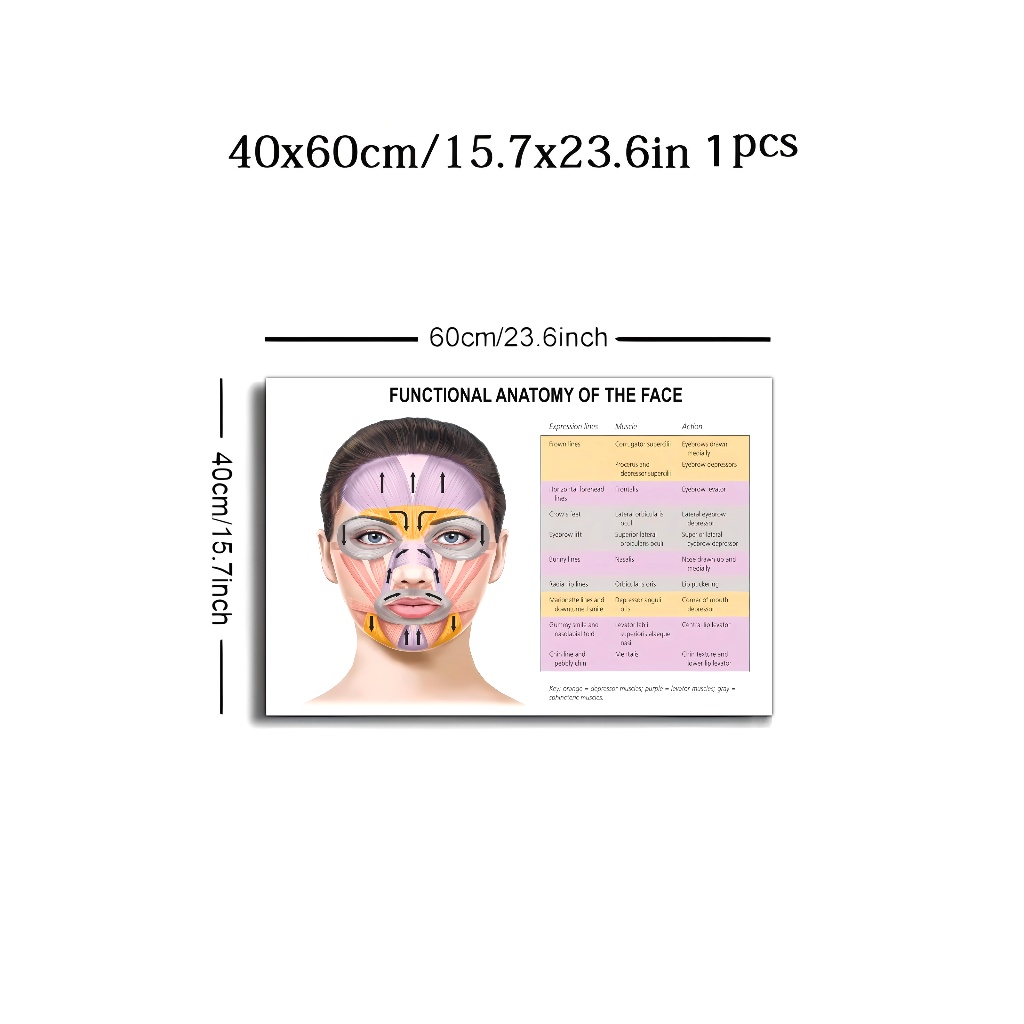 40x60cm/15.7x23.6in 1pcs
60cm/23.6inch
40cm/15.7inch
FUNCTIONAL ANATOMY OF THE FACE
Expression lines Muscle Action
Frown lines Corrugator supercilii Eyebrows drawn
medially
Procerus and Eyebrow depressors
depressor supercilii
Horizontal forehead Frontalis Eyebrow levator
lines
Crow's feet Lateral orbicularis Lateral eyebrow
oculi depressor
Eyebrow lift Superior lateral Superior lateral
orbicularis oculi eyebrow depressor
Bunny lines Nasalis Nose drawn up and
medially
Radial lip lines Orbicularis oris Lip puckering
Marionette lines and Depressor anguli Corner of mouth
downturned smile oris depressor
Gummy smile and Levator labii Central lip levator
nasolabial fold superioris alaeque
nasi
Chin line and Mentalis Chin texture and
pebbly chin lower lip levator
Key: orange = depressor muscles; purple = levator muscles; gray =
sphincteric muscles.